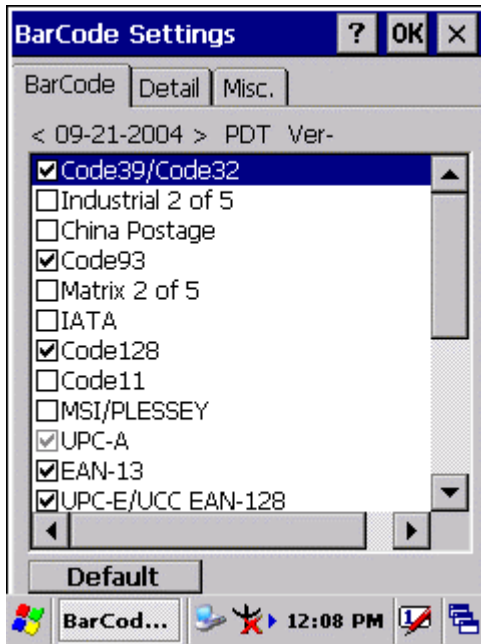 BarCode Settings ? OK ×
BarCode Detail Misc.
< 09-21-2004 > PDT Ver-
Code39/Code32
Industrial 2 of 5
China Postage
Code93
Matrix 2 of 5
IATA
Code128
Code11
MSI/PLESSEY
UPC-A
EAN-13
UPC-E/UCC EAN-128
Default
BarCod... 12:08 PM